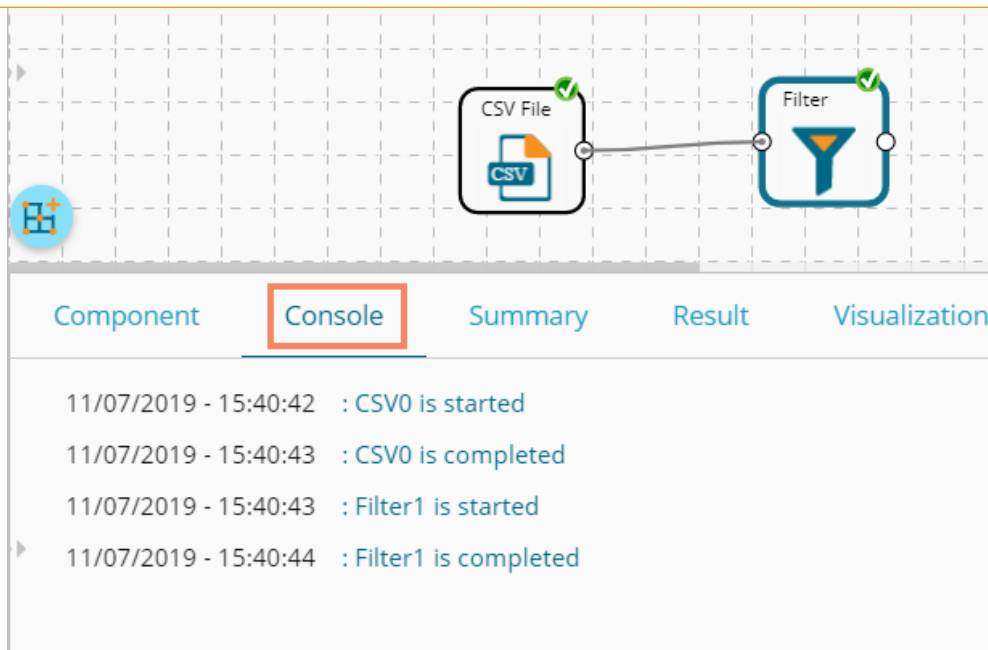 CSV File
Filter
CSV
Component Console Summary Result Visualization
11/07/2019 - 15:40:42 : CSV0 is started
11/07/2019 - 15:40:43 : CSV0 is completed
11/07/2019 - 15:40:43 : Filter1 is started
11/07/2019 - 15:40:44 : Filter1 is completed